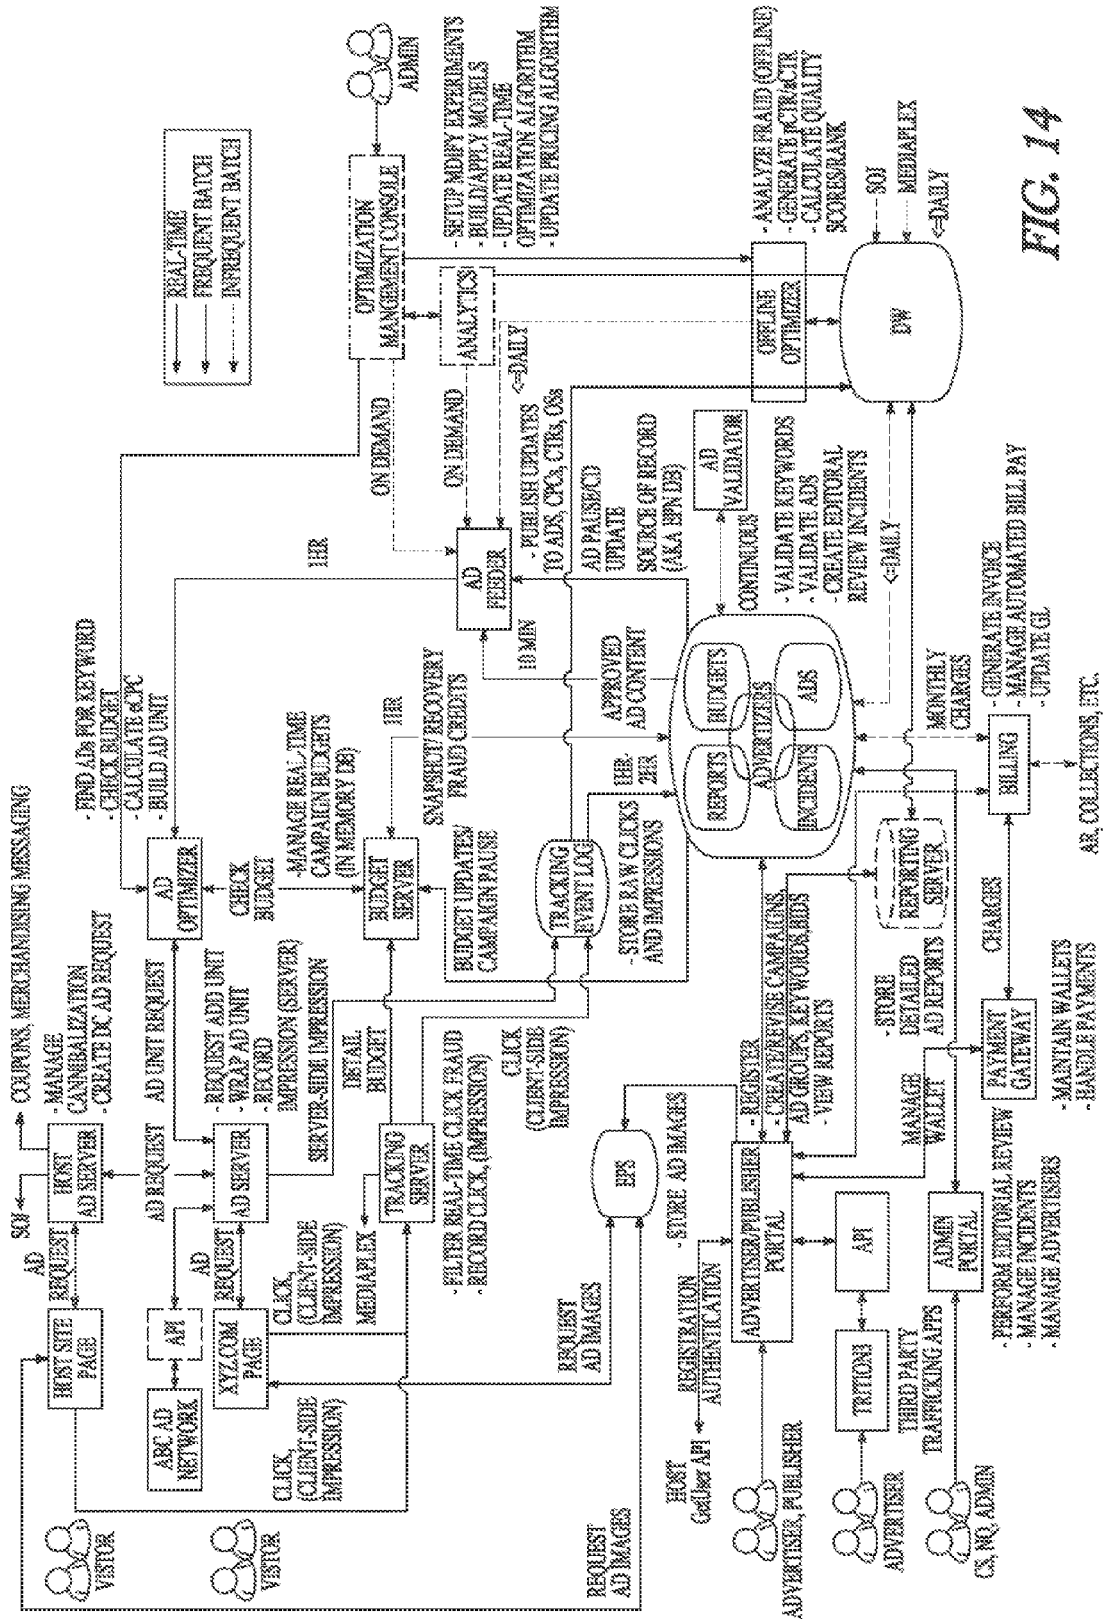 REAL-TIME
FREQUENT BATCH
INFREQUENT BATCH
ADMIN
OPTIMIZATION
MANGEMENT CONSOLE
- SETUP MDIFY EXPERIMENTS
- BUILD/APPLY MODELS
- UPDATE REAL-TIME
OPTIMIZATION ALGORITHM
- UPDATE PRICING ALGORITHM
ANALYTICS
ON DEMAND
ON DEMAND
<=DAILY
1HR
AD
FEEDER
- PUBLISH UPDATES
TO ADS, CPCs, CTRs, OSs
10 MIN
AD PAUSE/CD
UPDATE
APPROVED
AD CONTENT
SOURCE OF RECORD
(AKA BPN DB)
OFFLINE
OPTIMIZER
- ANALYZE FRAUD (OFFLINE)
- GENERATE pCTR/aCTR
- CALCULATE QUALITY
SCORES/RANK
DW
SOJ
MEDIAPLEX
<=DAILY
AD
VALIDATOR
CONTINUOUS
- VALIDATE KEYWORDS
- VALIDATE ADS
- CREATE EDITORAL
REVIEW INCIDENTS
<=DAILY
- FIND ADs FOR KEYWORD
- CHECK BUDGET
- CALCULATE eCPC
- BUILD AD UNIT
AD
OPTIMIZER
CHECK
BUDGET
-MANAGE REAL-TIME
CAMPAIGN BUDGETS
(IN MEMORY DB)
BUDGET
SERVER
1HR
SNAPSHCT/RECOVERY
FRAUD CREDITS
BUDGET UPDATES/
CAMPAIGN PAUSE
TRACKING
EVENT LOG
- STORE RAW CLICKS
AND IMPRESSIONS
1HR-
2HR
REPORTS
BUDGETS
ADVERTIZERS
INCIDENTS
ADS
COUPONS, MERCHANDISING MESSAGING
SOJ
- MANAGE
CANNIBALIZATION
- CREATE DC AD REQUEST
HOST
AD SERVER
AD REQUEST
AD UNIT REQUEST
AD SERVER
- REQUEST ADD UNIT
- WRAP AD UNIT
- RECORD
IMPRESSION (SERVER)
SERVER-SIDE IMPRESSION
DETAIL
BUDGET
TRACKING
SERVER
MEDIAPLEX
- FILTER REAL-TIME CLICK FRAUD
- RECORD CLICK, (IMPRESSION)
CLICK
(CLIENT-SIDE
IMPRESSION)
AD
REQUEST
HOST SITE
PAGE
API
ABC AD
NETWORK
AD
REQUEST
XYZ.COM
PAGE
CLICK,
(CLIENT-SIDE
IMPRESSION)
CLICK,
(CLIENT-SIDE
IMPRESSION)
VISTOR
VISTOR
REQUEST
AD IMAGES
REQUEST
AD IMAGES
EPS
- STORE AD IMAGES
REGISTRATION
AUTHENTICATION
HOST
GetUser API
ADVERTISER/PUBLISHER
PORTAL
- REGISTER
- CREATE/REVISE CAMPAIGNS,
AD GROUPS, KEYWORDS,BIDS
- VIEW REPORTS
ADVERTISER, PUBLISHER
ADVERTISER
TRITIONS
API
THIRD PARTY
TRAFFICKING APPS
CS, NQ, ADMIN
ADMIN
PORTAL
- PERFORM EDITORIAL REVIEW
- MANAGE INCIDENTS
- MANAGE ADVERTISERS
MANAGE
WALLET
PAYMENT
GATEWAY
- MAINTAIN WALLETS
- HANDLE PAYMENTS
CHARGES
REPORTING
SERVER
- STORE
DETAILED
AD REPORTS
MONTHLY
CHARGES
BILLING
- GENERATE INVOICE
- MANAGE AUTOMATED BILL PAY
- UPDATE GL
AR, COLLECTIONS, ETC.
FIG. 14